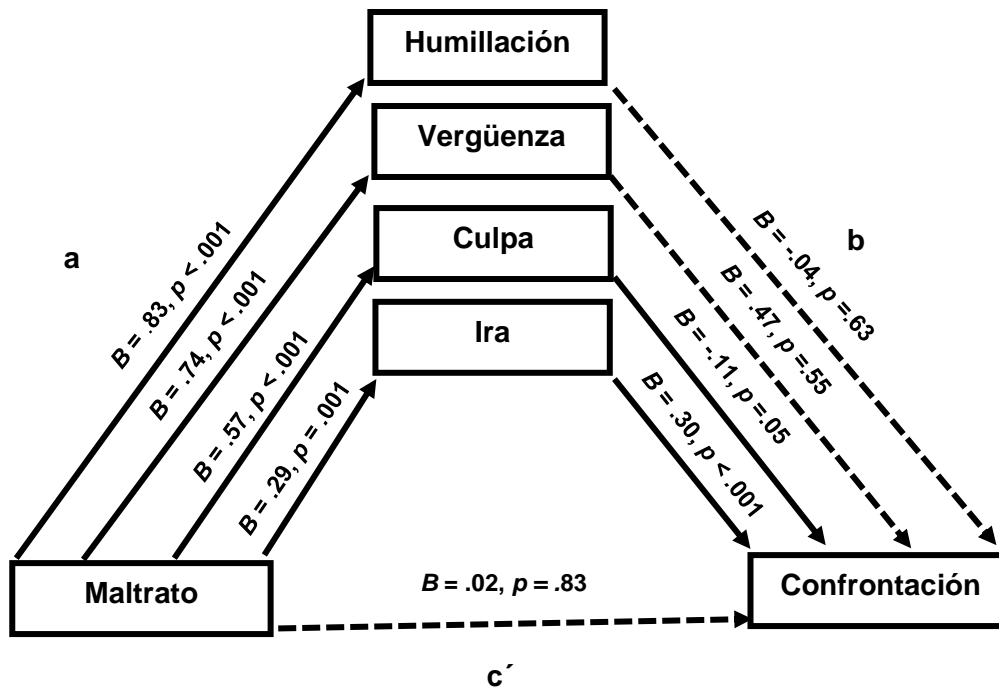 Humillación
Vergüenza
Culpa
Ira
a
b
B = .83, p < .001
B = .74, p < .001
B = .57, p < .001
B = .29, p = .001
B = -.04, p =.63
B = .47, p =.55
B = -.11, p =.05
B = .30, p <.001
Maltrato
B = .02, p = .83
Confrontación
c´